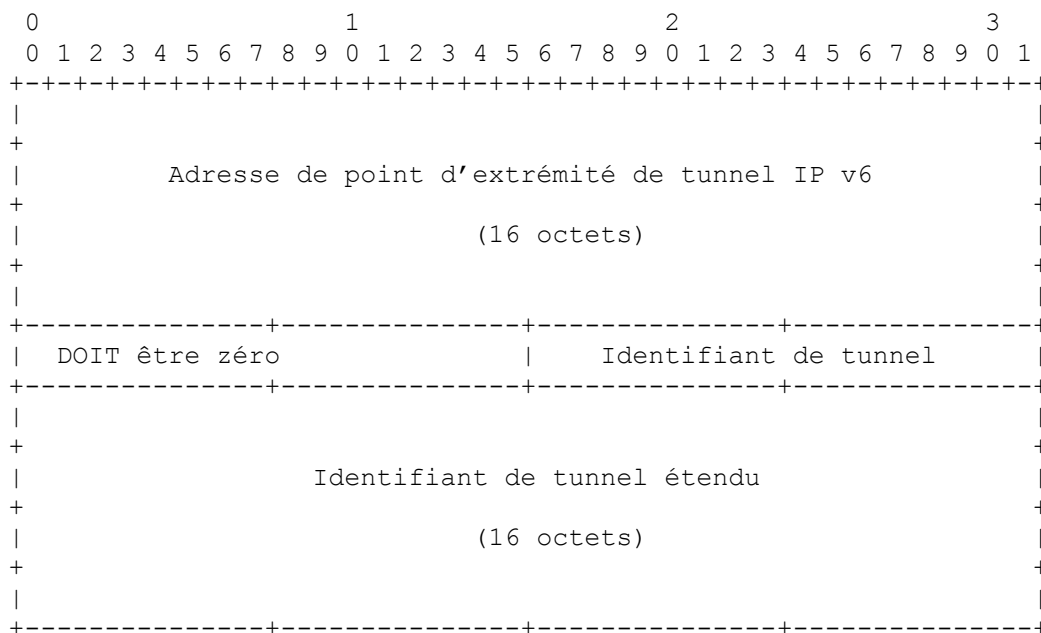 0                   1                   2                   3
0 1 2 3 4 5 6 7 8 9 0 1 2 3 4 5 6 7 8 9 0 1 2 3 4 5 6 7 8 9 0 1
Adresse de point d’extrémité de tunnel IP v6
(16 octets)
DOIT être zéro | Identifiant de tunnel
Identifiant de tunnel étendu
(16 octets)